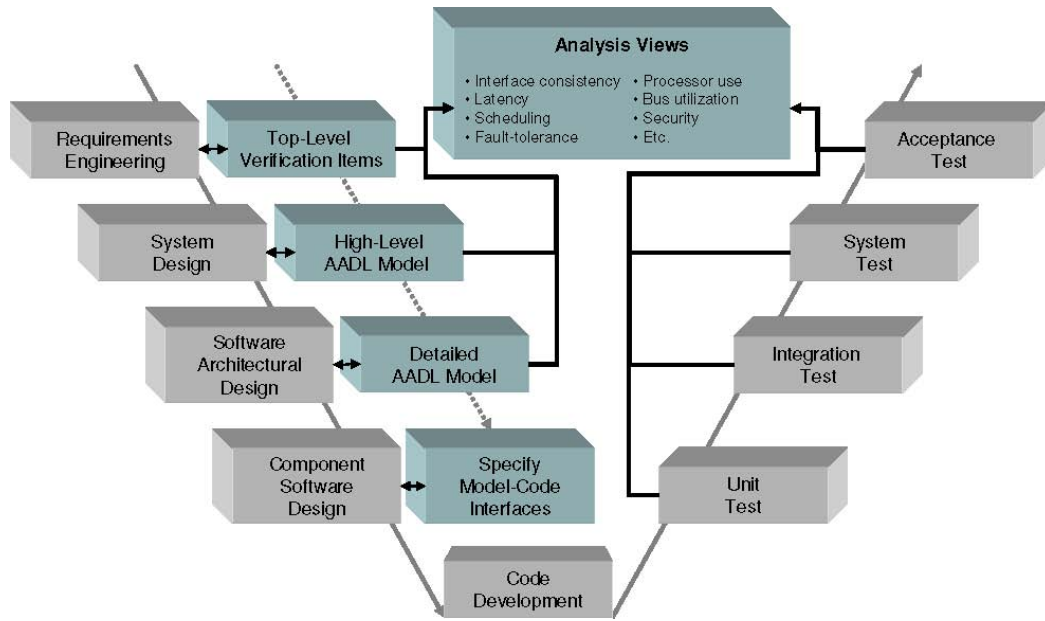 Analysis Views
• Interface consistency
• Latency
• Scheduling
• Fault-tolerance
• Processor use
• Bus utilization
• Security
• Etc.
Requirements
Engineering
Top-Level
Verification Items
Acceptance
Test
System
Design
High-Level
AADL Model
System
Test
Software
Architectural
Design
Detailed
AADL Model
Integration
Test
Component
Software
Design
Specify
Model-Code
Interfaces
Unit
Test
Code
Development